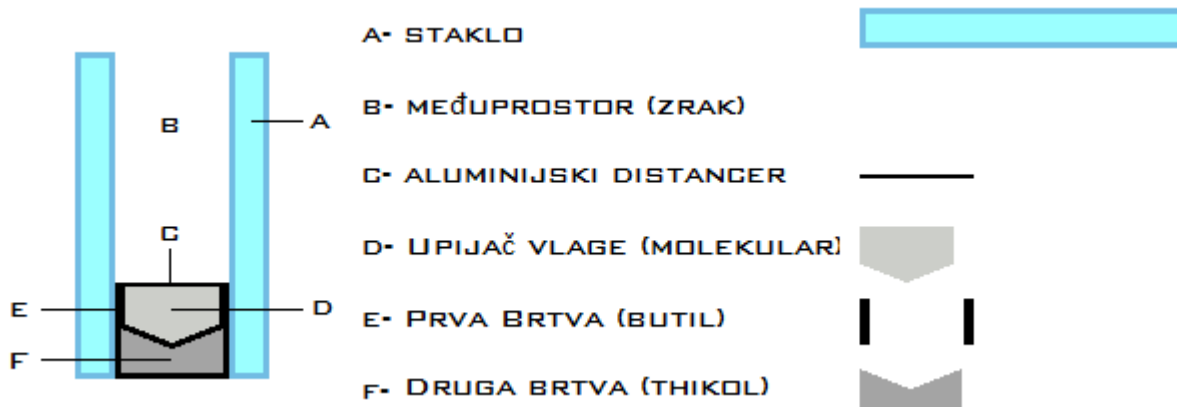 A- STAKLO
B
A
B- MEĐUPROSTOR (ZRAK)
C- ALUMINIJSKI DISTANCER
C
D- UPIJAČ VLAGE (MOLEKULAR)
E
D
E- PRVA BRTVA (BUTIL)
F
F- DRUGA BRTVA (THIKOL)